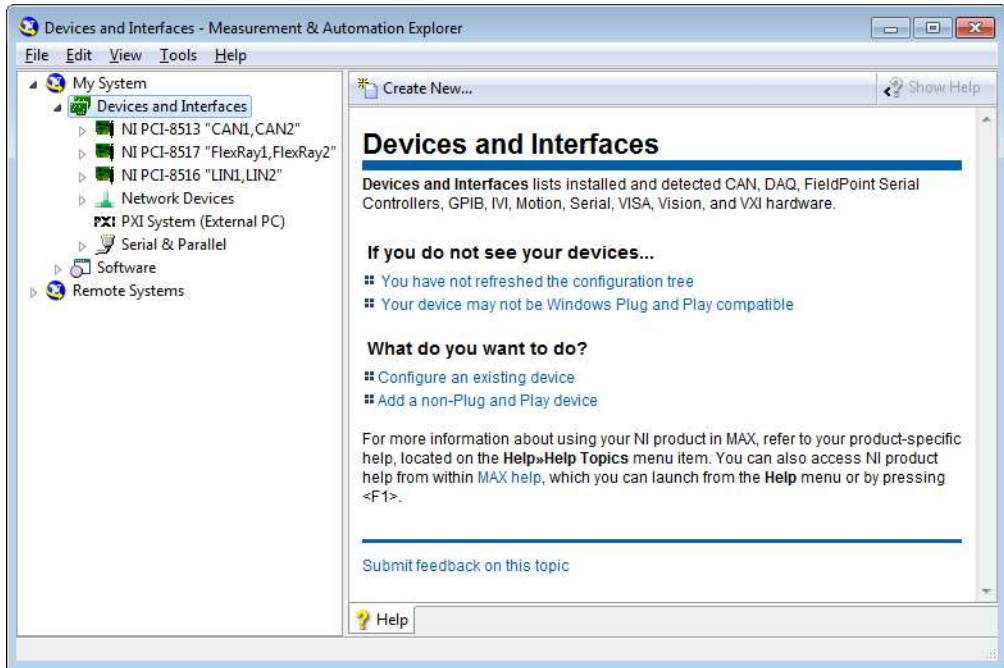 Devices and Interfaces - Measurement & Automation Explorer
File Edit View Tools Help
My System
Devices and Interfaces
NI PCI-8513 "CAN1,CAN2"
NI PCI-8517 "FlexRay1,FlexRay2"
NI PCI-8516 "LIN1,LIN2"
Network Devices
PXI PXI System (External PC)
Serial & Parallel
Software
Remote Systems
Create New...
Show Help
Devices and Interfaces
Devices and Interfaces lists installed and detected CAN, DAQ, FieldPoint Serial
Controllers, GPIB, IVI, Motion, Serial, VISA, Vision, and VXI hardware.
If you do not see your devices...
You have not refreshed the configuration tree
Your device may not be Windows Plug and Play compatible
What do you want to do?
Configure an existing device
Add a non-Plug and Play device
For more information about using your NI product in MAX, refer to your product-specific
help, located on the Help»Help Topics menu item. You can also access NI product
help from within MAX help, which you can launch from the Help menu or by pressing
<F1>.
Submit feedback on this topic
Help